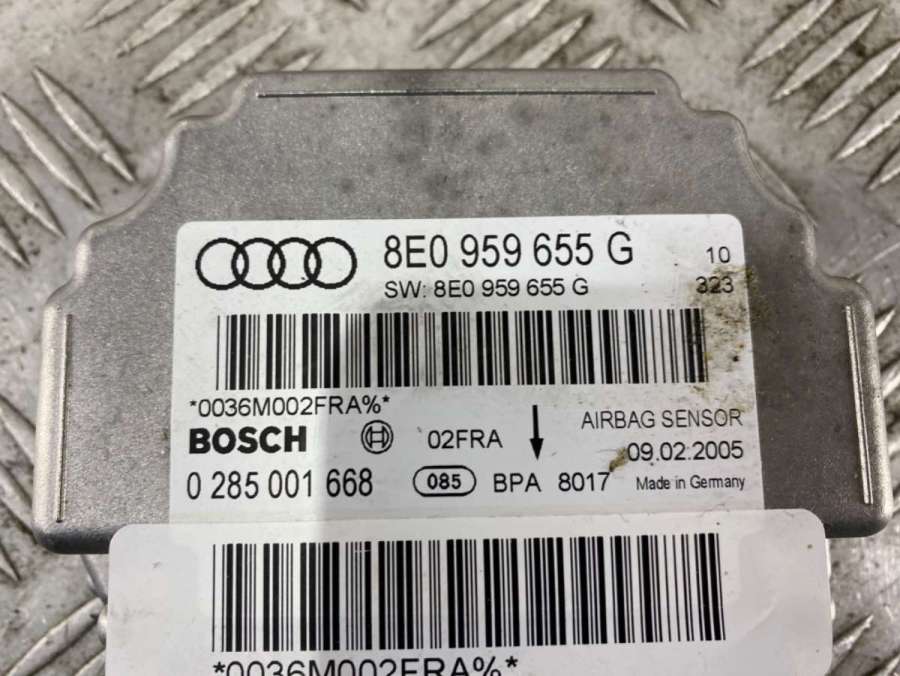 8E0 959 655 G 10
SW: 8E0 959 655 G 323
*0036M002FRA%*
BOSCH 02FRA AIRBAG SENSOR
09.02.2005
0 285 001 668 085 BPA 8017 Made in Germany
*0036M002FRA%*